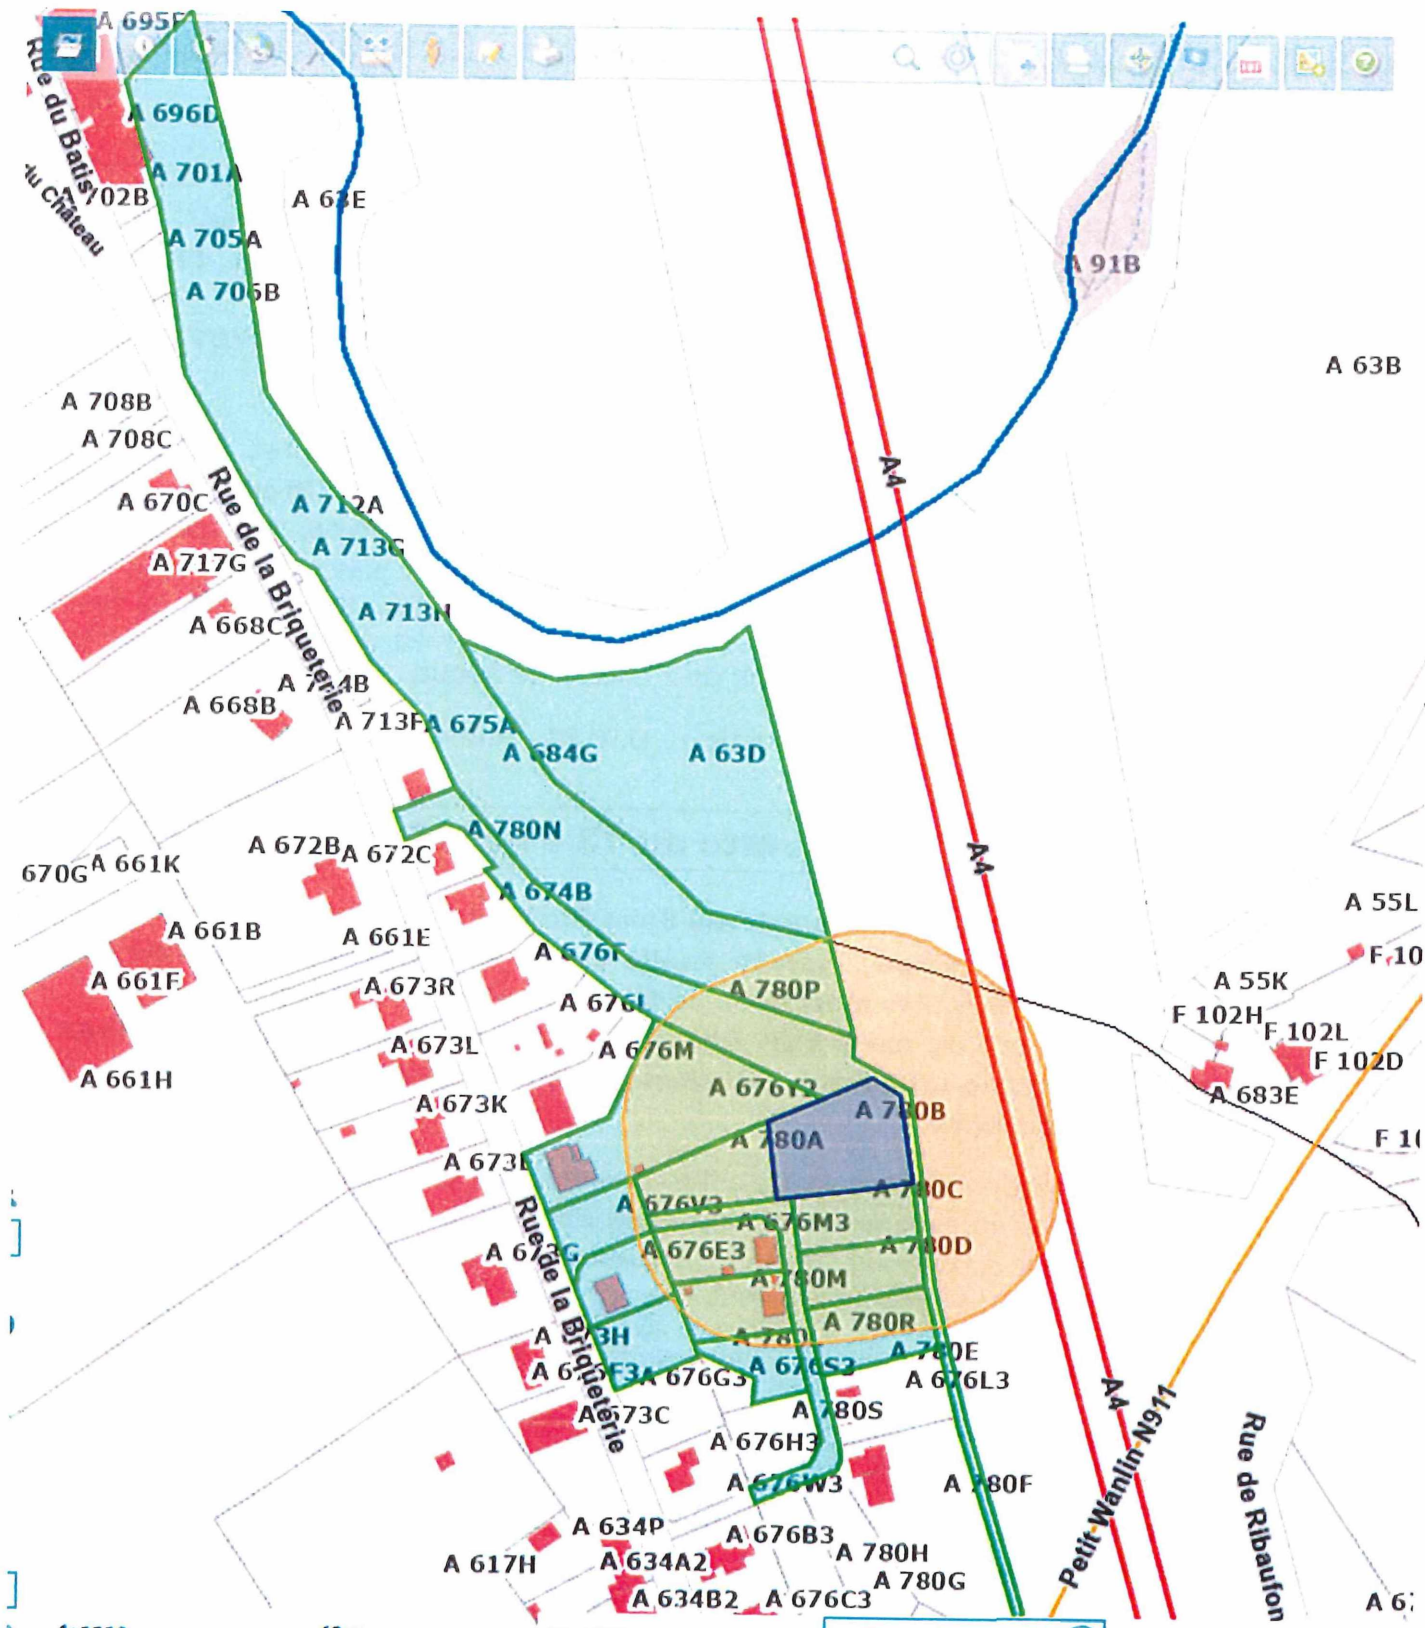 A 696D
A 701A
A 63E
Rue du Batis
du Château
A 705A
A 91B
A 706B
A 63B
A 708B
A 708C
A4
A 670C
A 712A
Rue de la Briqueterie
A 713G
A 717G
A 713H
A 668C
A 668B
A 713F
A 675A
A 684G
A 63D
A 780N
A 672B
A 672C
A4
670G
A 661K
A 674B
A 55L
A 661B
A 661E
A 676F
A 661F
A 673R
A 780P
A 55K
A 676L
F 102H
F 102L
A 673L
A 676M
F 102D
A 661H
A 676Y2
A 683E
A 673K
A 780B
A 780A
A 780C
A 676V3
A 676M3
Rue de la Briqueterie
A 676E3
A 780D
A 780M
A 780R
A 780E
A 676S3
A 676G3
A 676L3
A4
A 673C
A 780S
A 676H3
A 676W3
A 780F
Petit-Wanlin-N911
A 634P
A 676B3
A 617H
A 634A2
A 780H
A 780G
A 634B2
A 676C3